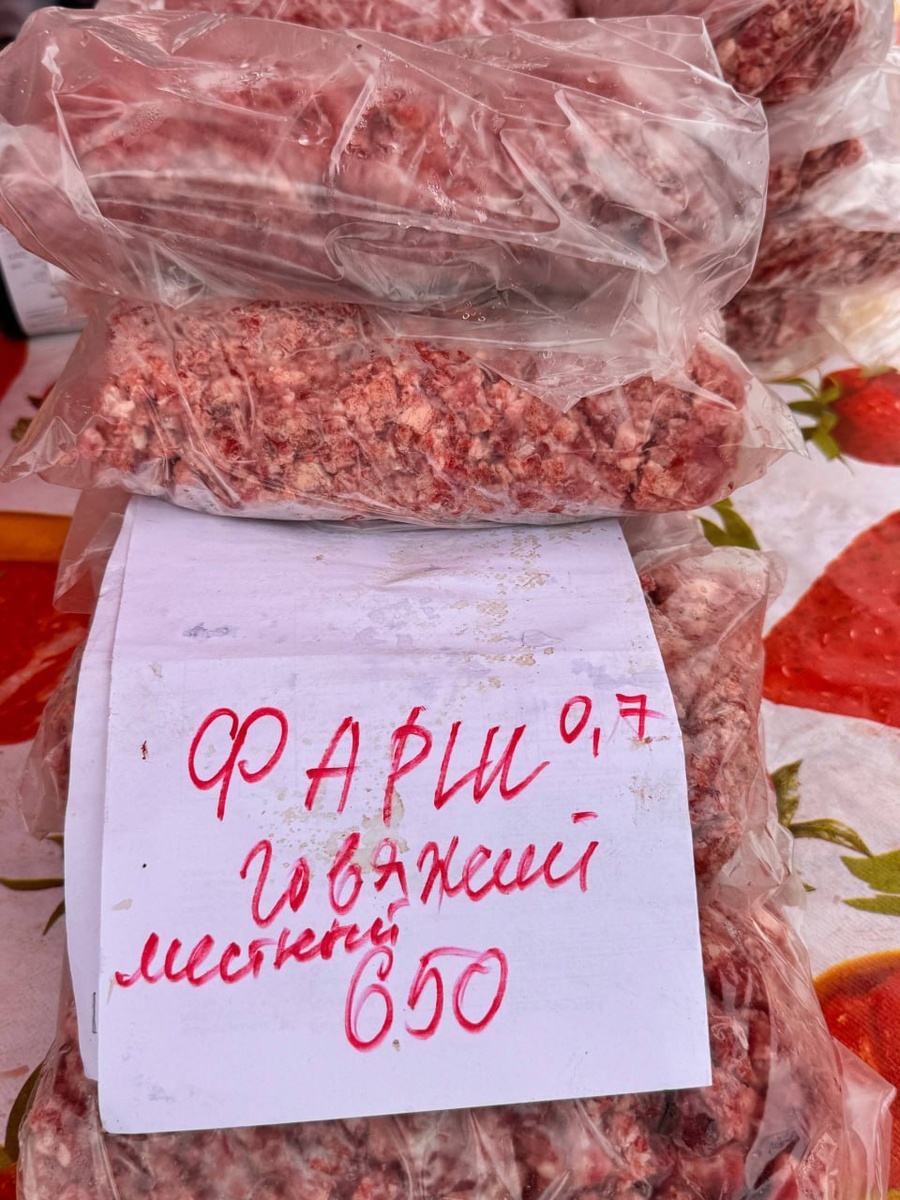 ФАРШ 0,7
говяжий
местный
650